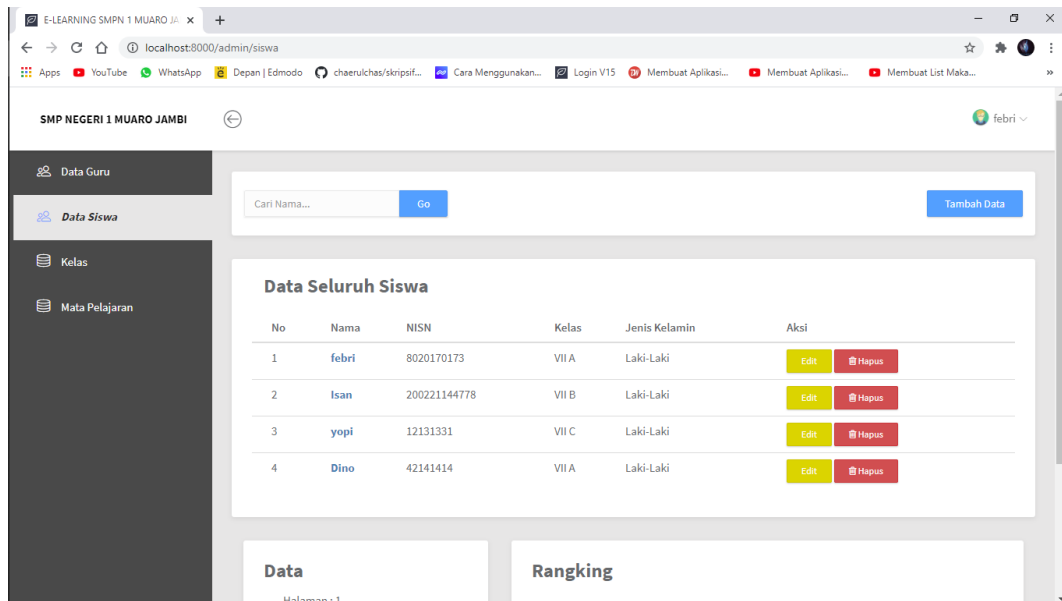 E-LEARNING SMPN 1 MUARO JA
localhost:8000/admin/siswa
Apps YouTube WhatsApp Depan | Edmodo chaerulchas/skripsif... Cara Menggunakan... Login V15 Membuat Aplikasi... Membuat Aplikasi... Membuat List Maka...
SMP NEGERI 1 MUARO JAMBI
febri
Data Guru
Data Siswa
Kelas
Mata Pelajaran
Cari Nama... Go Tambah Data
Data Seluruh Siswa
No Nama NISN Kelas Jenis Kelamin Aksi
1 febri 8020170173 VII A Laki-Laki Edit Hapus
2 Isan 200221144778 VII B Laki-Laki Edit Hapus
3 yopi 12131331 VII C Laki-Laki Edit Hapus
4 Dino 42141414 VII A Laki-Laki Edit Hapus
Data Rangking
Halaman : 1